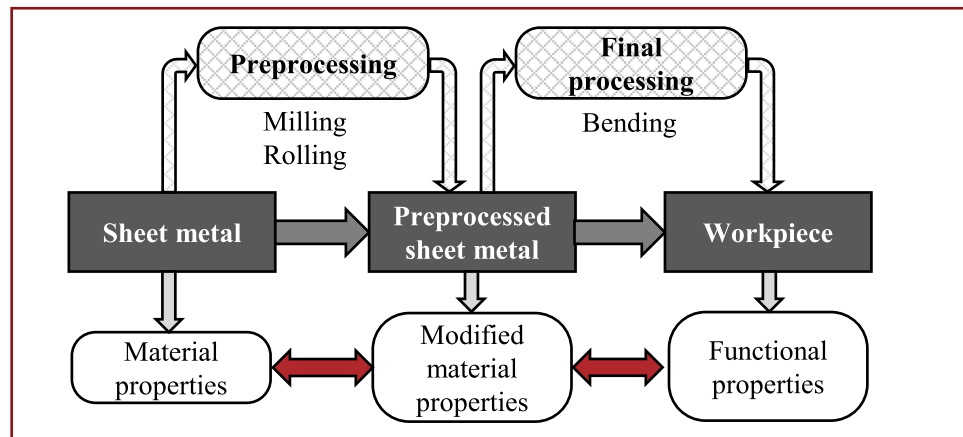 Preprocessing
Final
processing
Milling
Rolling
Bending
Sheet metal
Preprocessed
sheet metal
Workpiece
Material
properties
Modified
material
properties
Functional
properties